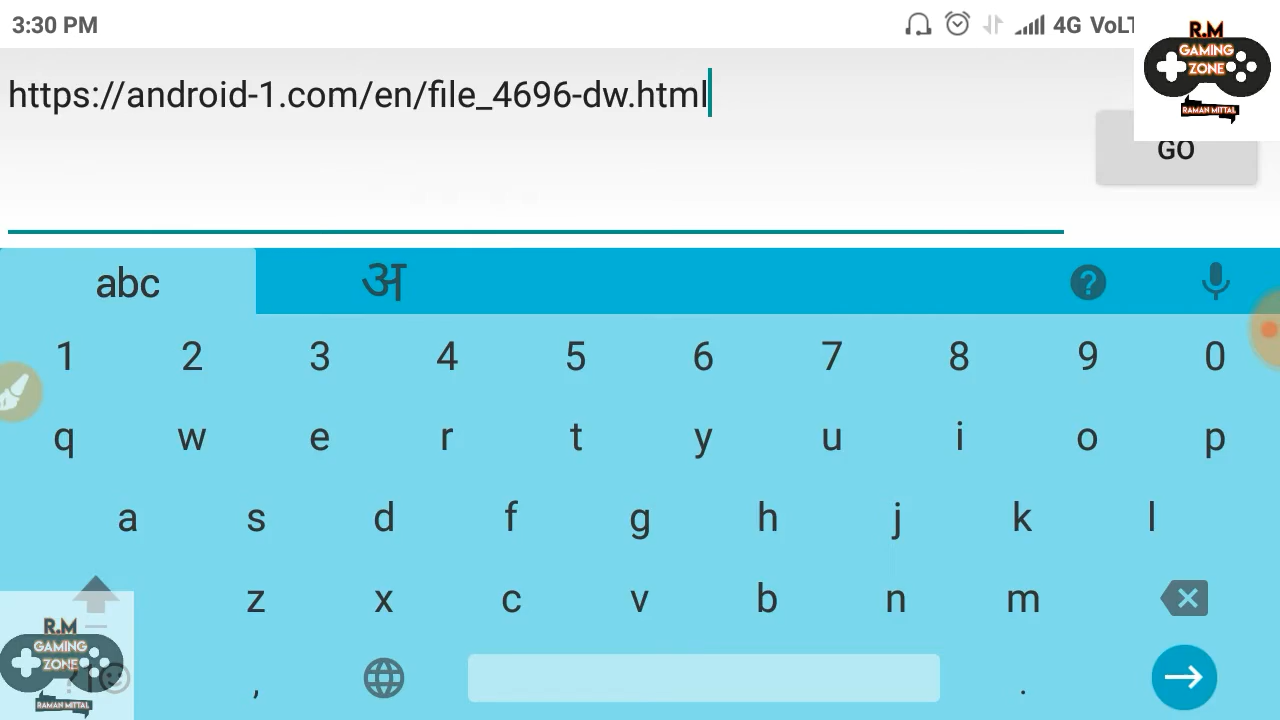 3:30 PM
4G VoLT
R.M
GAMING
ZONE
RAMAN MITTAL
https://android-1.com/en/file_4696-dw.html
GO
abc
अ
?
1 2 3 4 5 6 7 8 9 0
q w e r t y u i o p
a s d f g h j k l
z x c v b n m
R.M
GAMING
ZONE
RAMAN MITTAL
, .